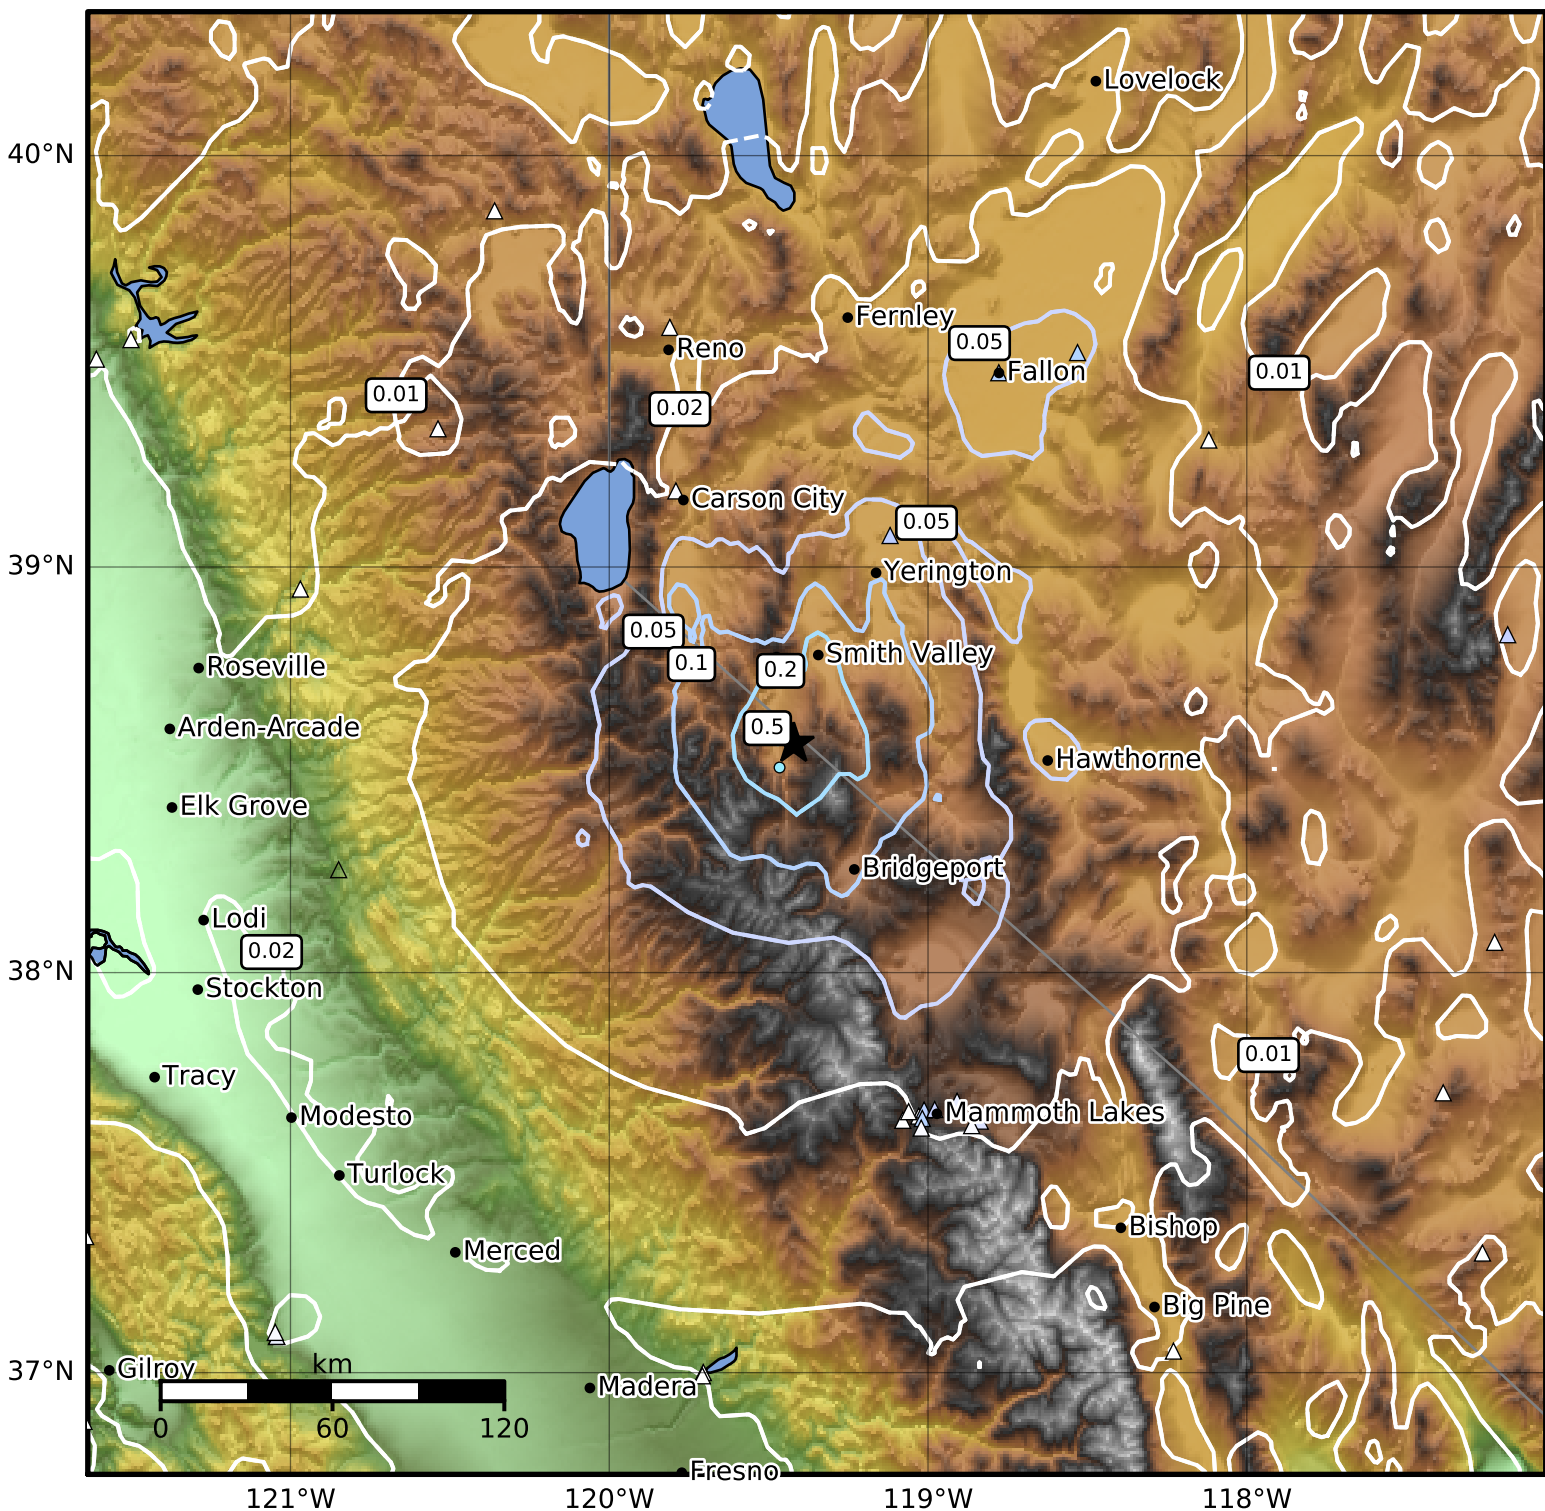 Lovelock
40°N
Fernley
0.05
Reno
Fallon
0.01
0.01
0.02
Carson City
0.05
39°N
Yerington
0.05
Smith Valley
0.1
0.2
Roseville
0.5
Arden-Arcade
Hawthorne
Elk Grove
Bridgeport
Lodi
0.02
38°N
Stockton
0.01
Tracy
Mammoth Lakes
Modesto
Turlock
Bishop
Merced
Big Pine
37°N
Gilroy
km
Madera
0 60 120
Fresno
121°W 120°W 119°W 118°W